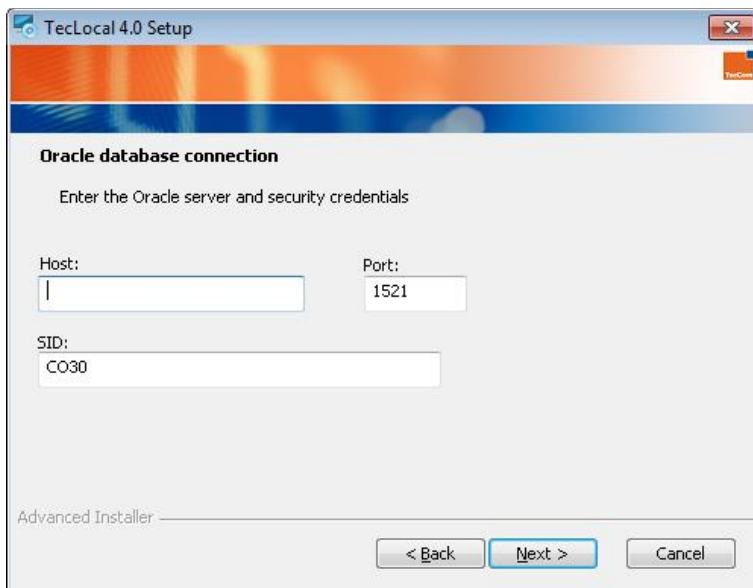 TecLocal 4.0 Setup
TecCom
Oracle database connection
Enter the Oracle server and security credentials
Host:
Port:
1521
SID:
CO30
Advanced Installer
< Back
Next >
Cancel